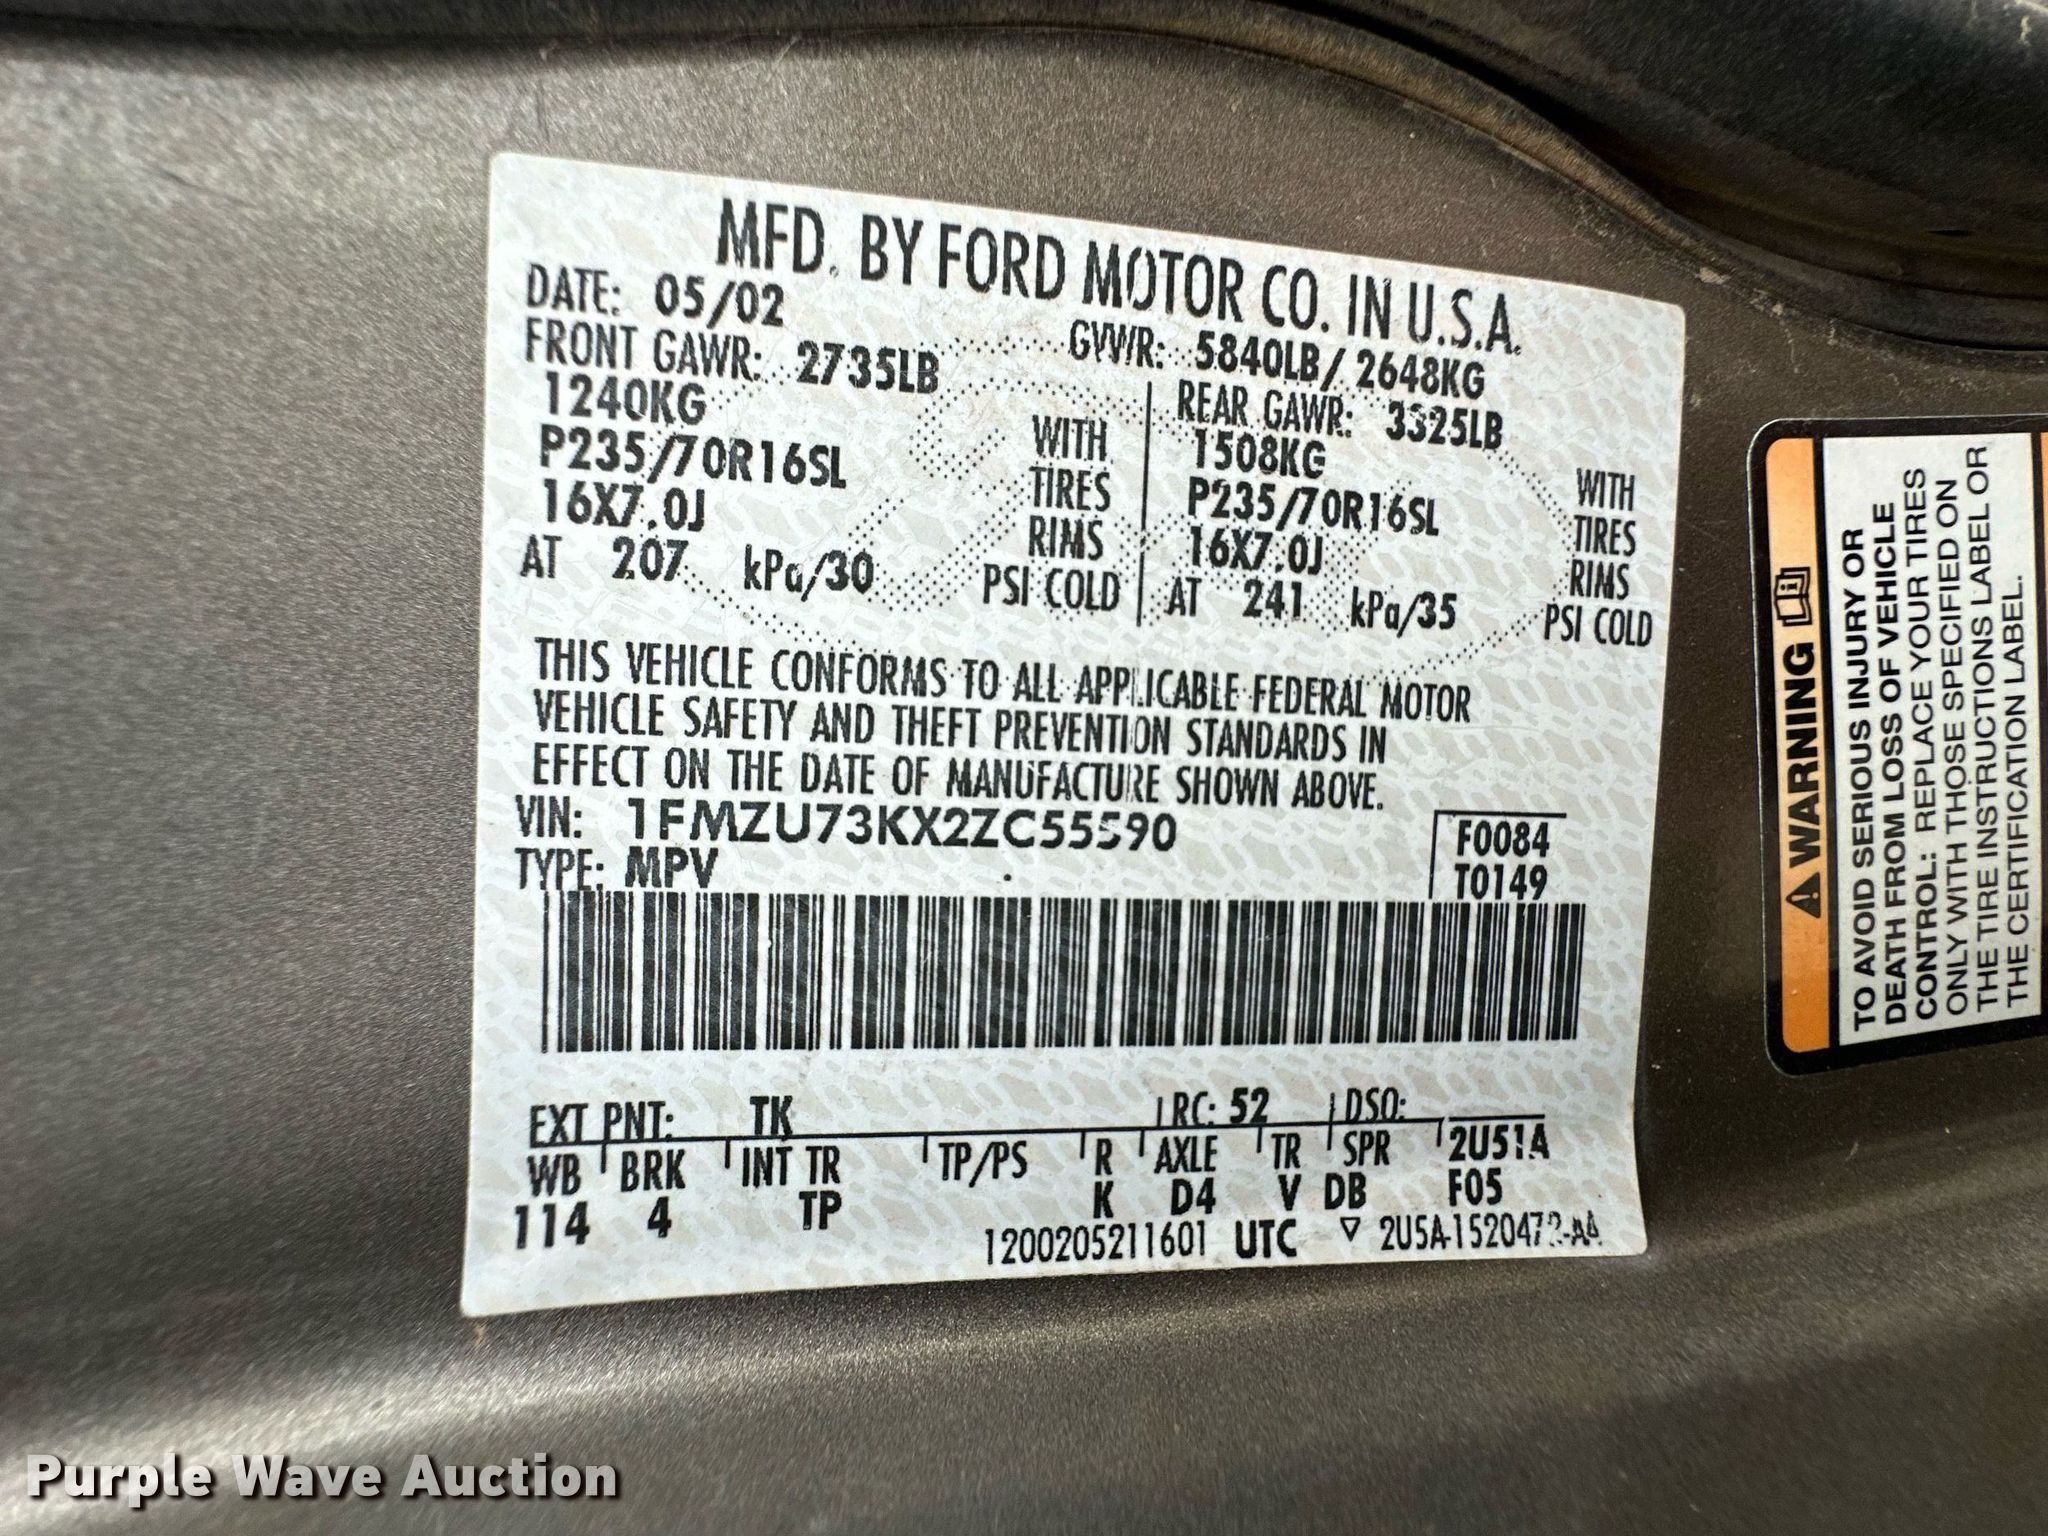 MFD. BY FORD MOTOR CO. IN U.S.A.
DATE: 05/02
GVWR: 5840LB/ 2648KG
FRONT GAWR: 2735LB
1240KG
P235/70R16SL
16X7.0J
AT 207 kPa/30
WITH
TIRES
RIMS
PSI COLD
REAR GAWR: 3325LB
1508KG
P235/70R16SL
16X7.0J
AT 241 kPa/35
WITH
TIRES
RIMS
PSI COLD
THIS VEHICLE CONFORMS TO ALL APPLICABLE FEDERAL MOTOR
VEHICLE SAFETY AND THEFT PREVENTION STANDARDS IN
EFFECT ON THE DATE OF MANUFACTURE SHOWN ABOVE.
VIN: 1FMZU73KX2ZC55590
TYPE: MPV
F0084
T0149
EXT PNT: TK RC: 52 DSO:
WB BRK INT TR TP/PS R AXLE TR SPR 2U51A
114 4 TP K D4 V DB F05
1200205211601 UTC ▽
WARNING
TO AVOID SERIOUS INJURY OR
DEATH FROM LOSS OF VEHICLE
CONTROL: REPLACE YOUR TIRES
ONLY WITH THOSE SPECIFIED ON
THE TIRE INSTRUCTIONS LABEL OR
THE CERTIFICATION LABEL.
Purple Wave Auction